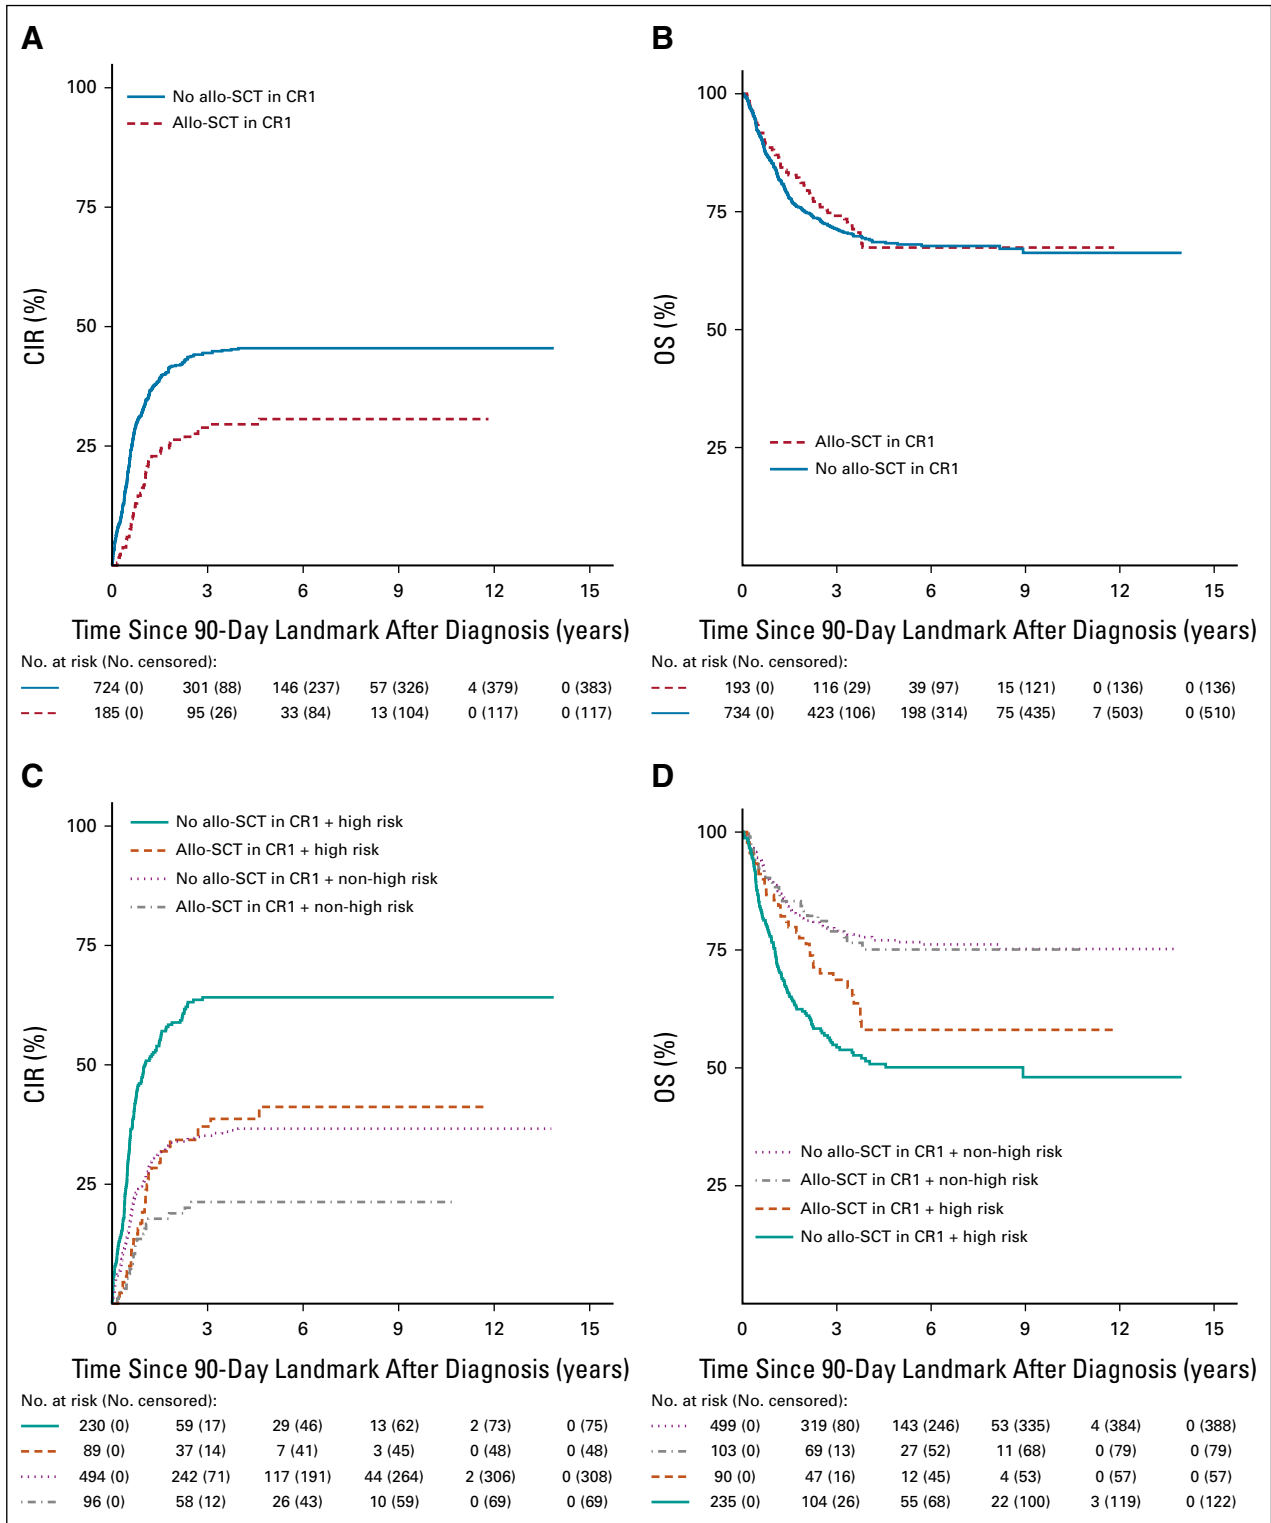 A
CIR (%)
100
75
50
25
No allo-SCT in CR1
Allo-SCT in CR1
0 3 6 9 12 15
Time Since 90-Day Landmark After Diagnosis (years)
No. at risk (No. censored):
724 (0) 301 (88) 146 (237) 57 (326) 4 (379) 0 (383)
185 (0) 95 (26) 33 (84) 13 (104) 0 (117) 0 (117)
B
OS (%)
100
75
50
25
Allo-SCT in CR1
No allo-SCT in CR1
0 3 6 9 12 15
Time Since 90-Day Landmark After Diagnosis (years)
No. at risk (No. censored):
193 (0) 116 (29) 39 (97) 15 (121) 0 (136) 0 (136)
734 (0) 423 (106) 198 (314) 75 (435) 7 (503) 0 (510)
C
CIR (%)
100
75
50
25
No allo-SCT in CR1 + high risk
Allo-SCT in CR1 + high risk
No allo-SCT in CR1 + non-high risk
Allo-SCT in CR1 + non-high risk
0 3 6 9 12 15
Time Since 90-Day Landmark After Diagnosis (years)
No. at risk (No. censored):
230 (0) 59 (17) 29 (46) 13 (62) 2 (73) 0 (75)
89 (0) 37 (14) 7 (41) 3 (45) 0 (48) 0 (48)
494 (0) 242 (71) 117 (191) 44 (264) 2 (306) 0 (308)
96 (0) 58 (12) 26 (43) 10 (59) 0 (69) 0 (69)
D
OS (%)
100
75
50
25
No allo-SCT in CR1 + non-high risk
Allo-SCT in CR1 + non-high risk
Allo-SCT in CR1 + high risk
No allo-SCT in CR1 + high risk
0 3 6 9 12 15
Time Since 90-Day Landmark After Diagnosis (years)
No. at risk (No. censored):
499 (0) 319 (80) 143 (246) 53 (335) 4 (384) 0 (388)
103 (0) 69 (13) 27 (52) 11 (68) 0 (79) 0 (79)
90 (0) 47 (16) 12 (45) 4 (53) 0 (57) 0 (57)
235 (0) 104 (26) 55 (68) 22 (100) 3 (119) 0 (122)